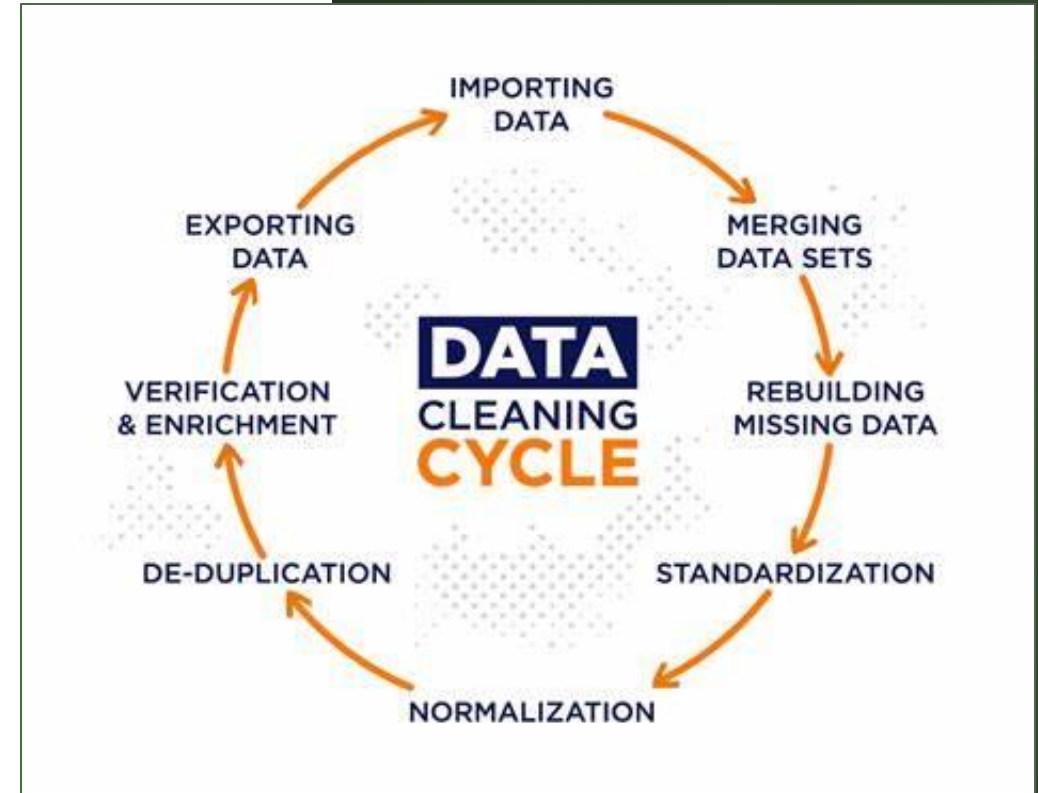 IMPORTING
DATA
MERGING
DATA SETS
REBUILDING
MISSING DATA
STANDARDIZATION
NORMALIZATION
DE-DUPLICATION
VERIFICATION
& ENRICHMENT
EXPORTING
DATA
DATA
CLEANING
CYCLE